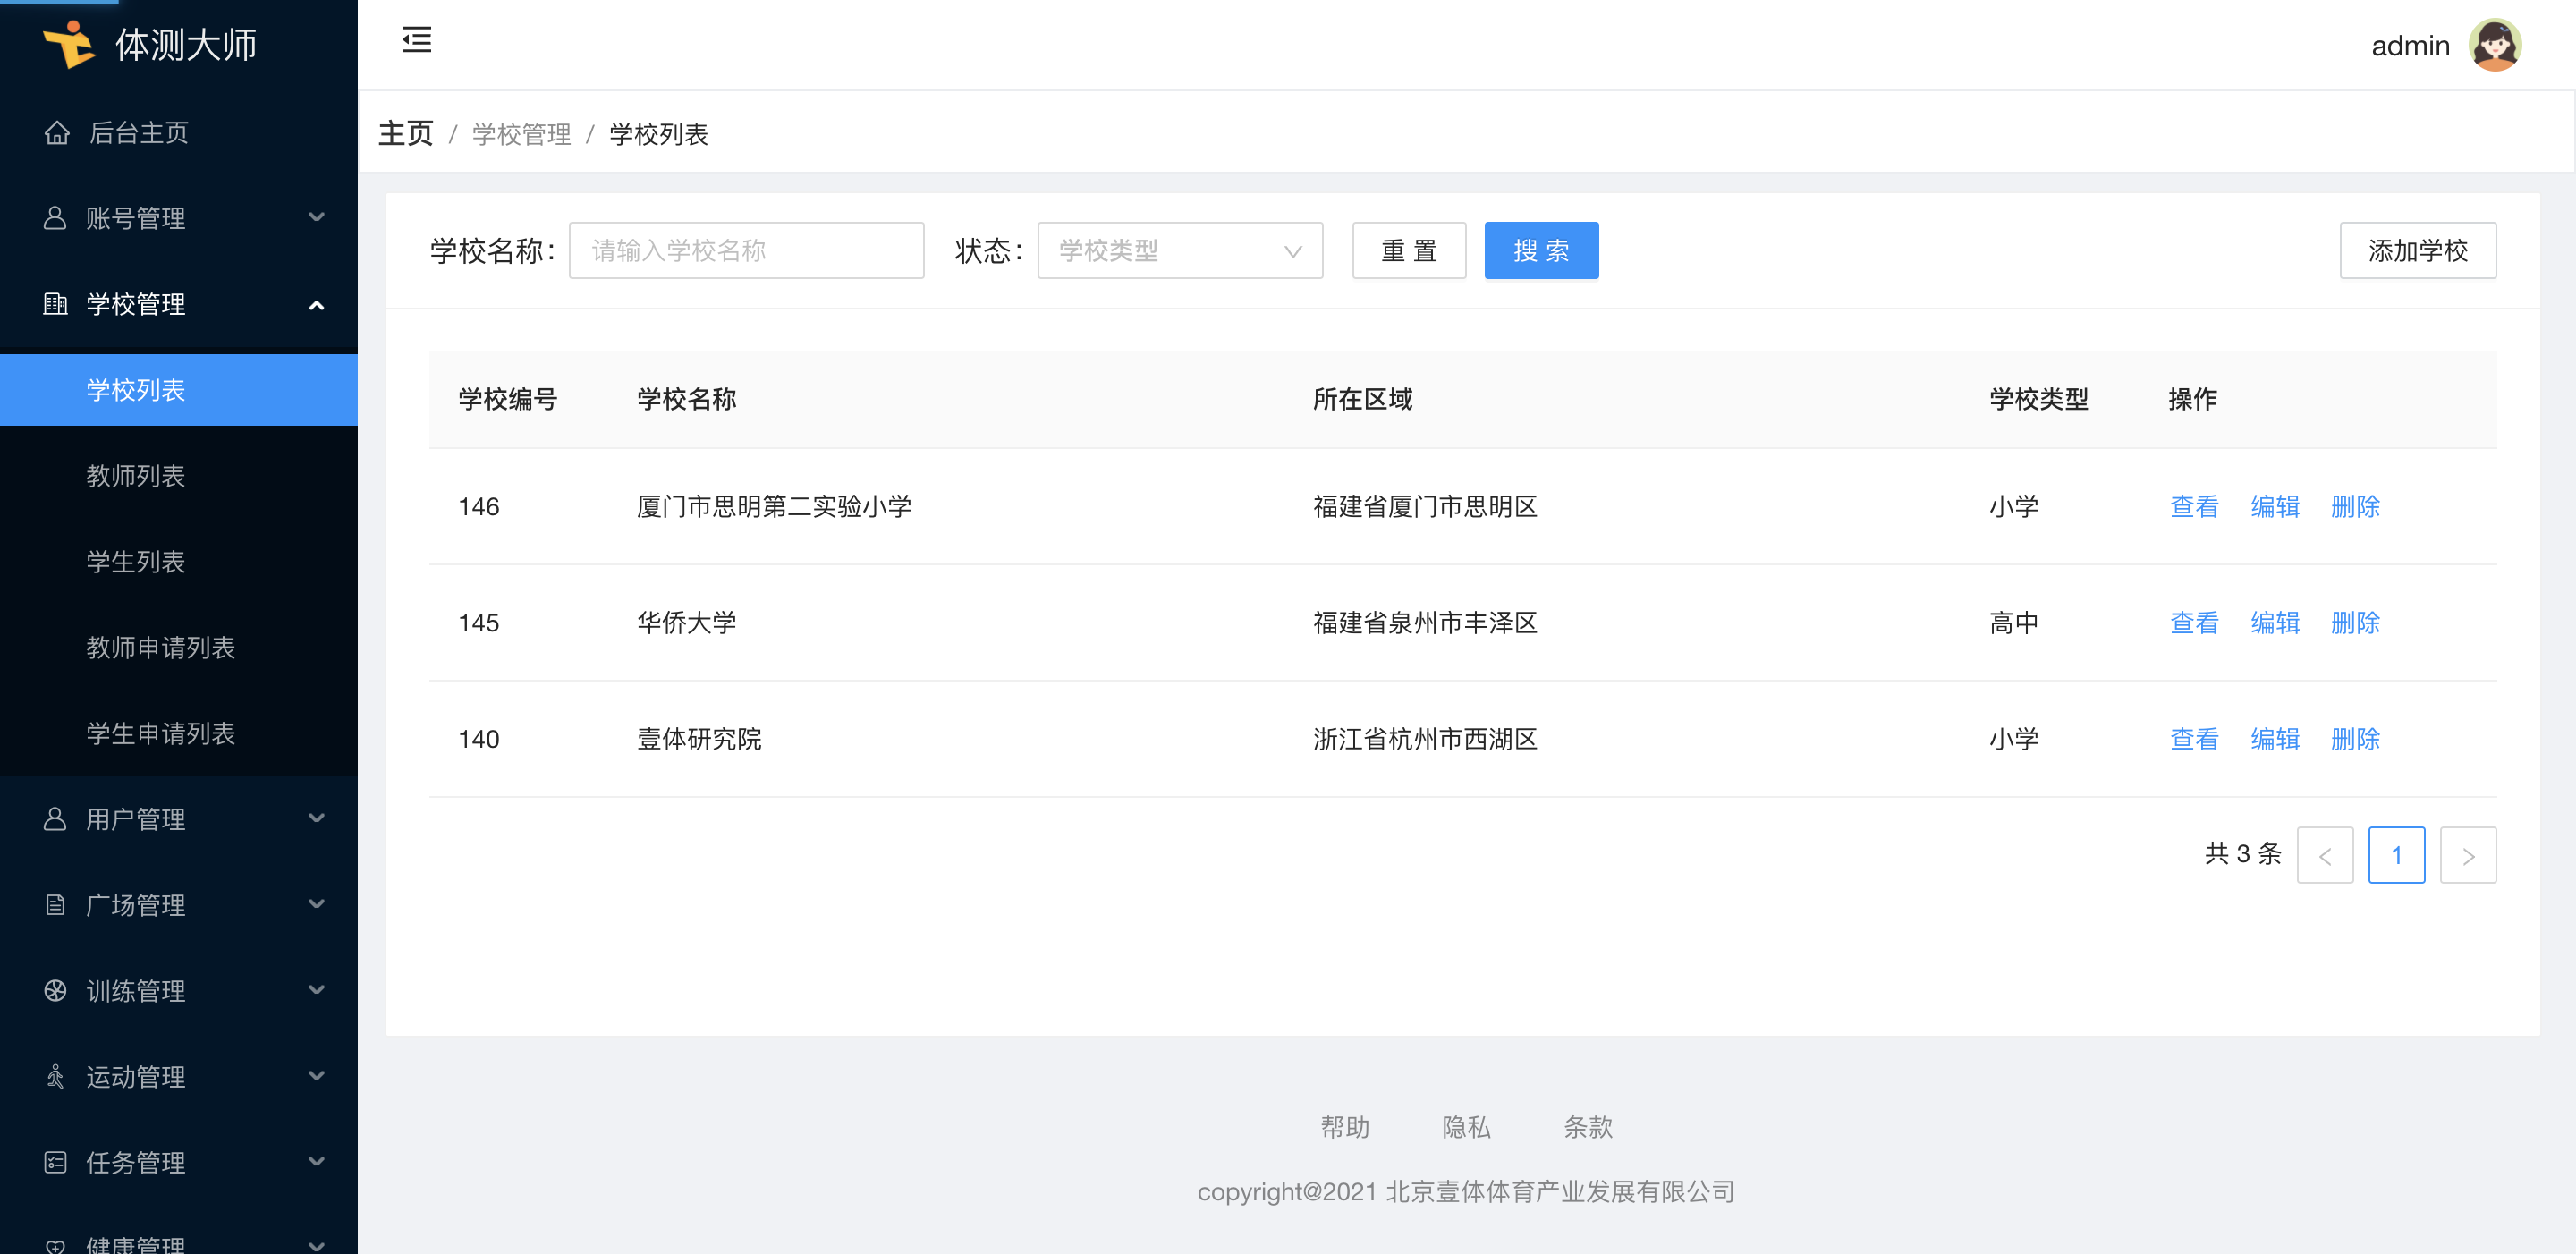 体测大师
admin
后台主页
账号管理
学校管理
学校列表
教师列表
学生列表
教师申请列表
学生申请列表
用户管理
广场管理
训练管理
运动管理
任务管理
健康管理
主页 / 学校管理 / 学校列表
学校名称： 请输入学校名称 状态： 学校类型 重 置 搜 索 添加学校
学校编号 学校名称 所在区域 学校类型 操作
146 厦门市思明第二实验小学 福建省厦门市思明区 小学 查看 编辑 删除
145 华侨大学 福建省泉州市丰泽区 高中 查看 编辑 删除
140 壹体研究院 浙江省杭州市西湖区 小学 查看 编辑 删除
共 3 条 < 1 >
帮助 隐私 条款
copyright@2021 北京壹体体育产业发展有限公司